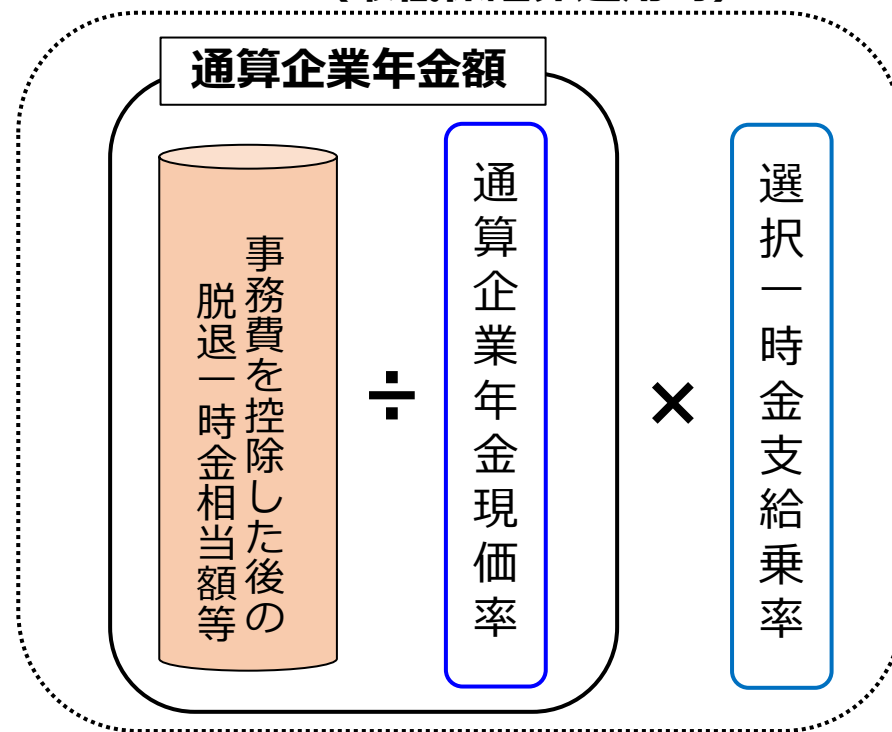 通算企業年金額
事務費を控除した後の
脱退一時金相当額等
÷
通算企業年金現価率
×
選択一時金支給乗率